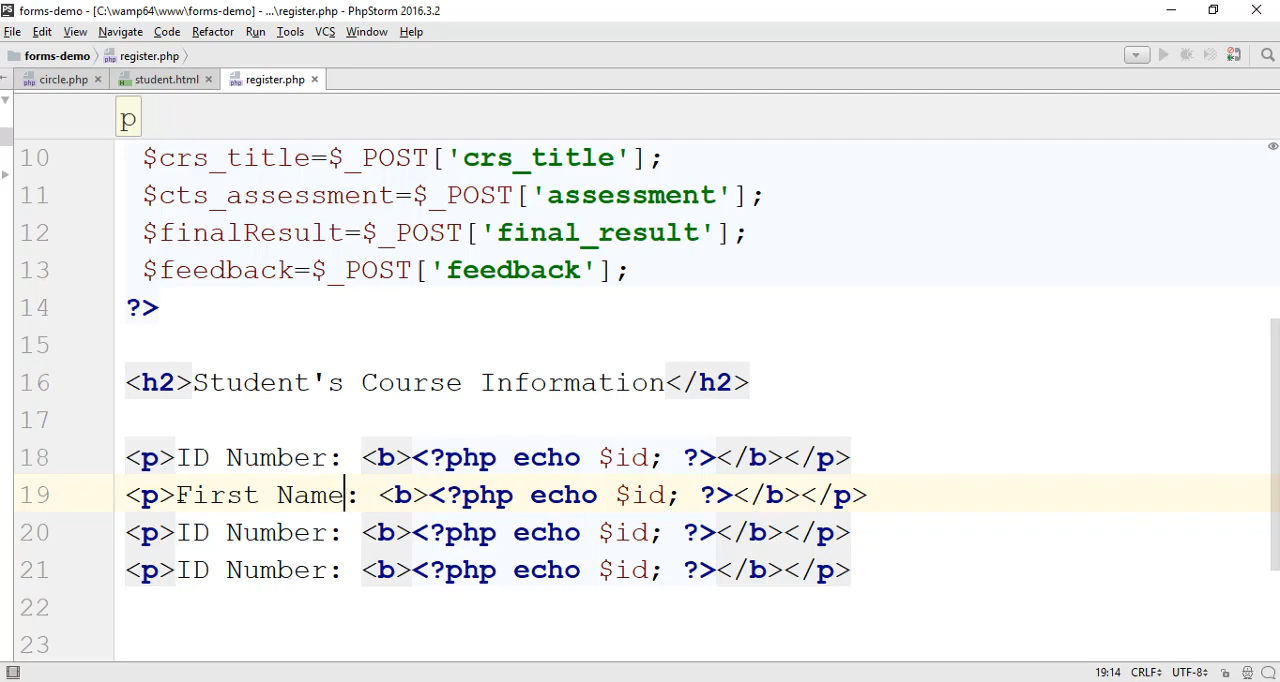 PS forms-demo - [C:\wamp64\www\forms-demo] - ...\register.php - PhpStorm 2016.3.2
File Edit View Navigate Code Refactor Run Tools VCS Window Help
forms-demo php register.php
php circle.php H student.html php register.php
p
10 $crs_title=$_POST['crs_title'];
11 $cts_assessment=$_POST['assessment'];
12 $finalResult=$_POST['final_result'];
13 $feedback=$_POST['feedback'];
14 ?>
15
16 <h2>Student's Course Information</h2>
17
18 <p>ID Number: <b><?php echo $id; ?></b></p>
19 <p>First Name: <b><?php echo $id; ?></b></p>
20 <p>ID Number: <b><?php echo $id; ?></b></p>
21 <p>ID Number: <b><?php echo $id; ?></b></p>
22
23
19:14 CRLF UTF-8